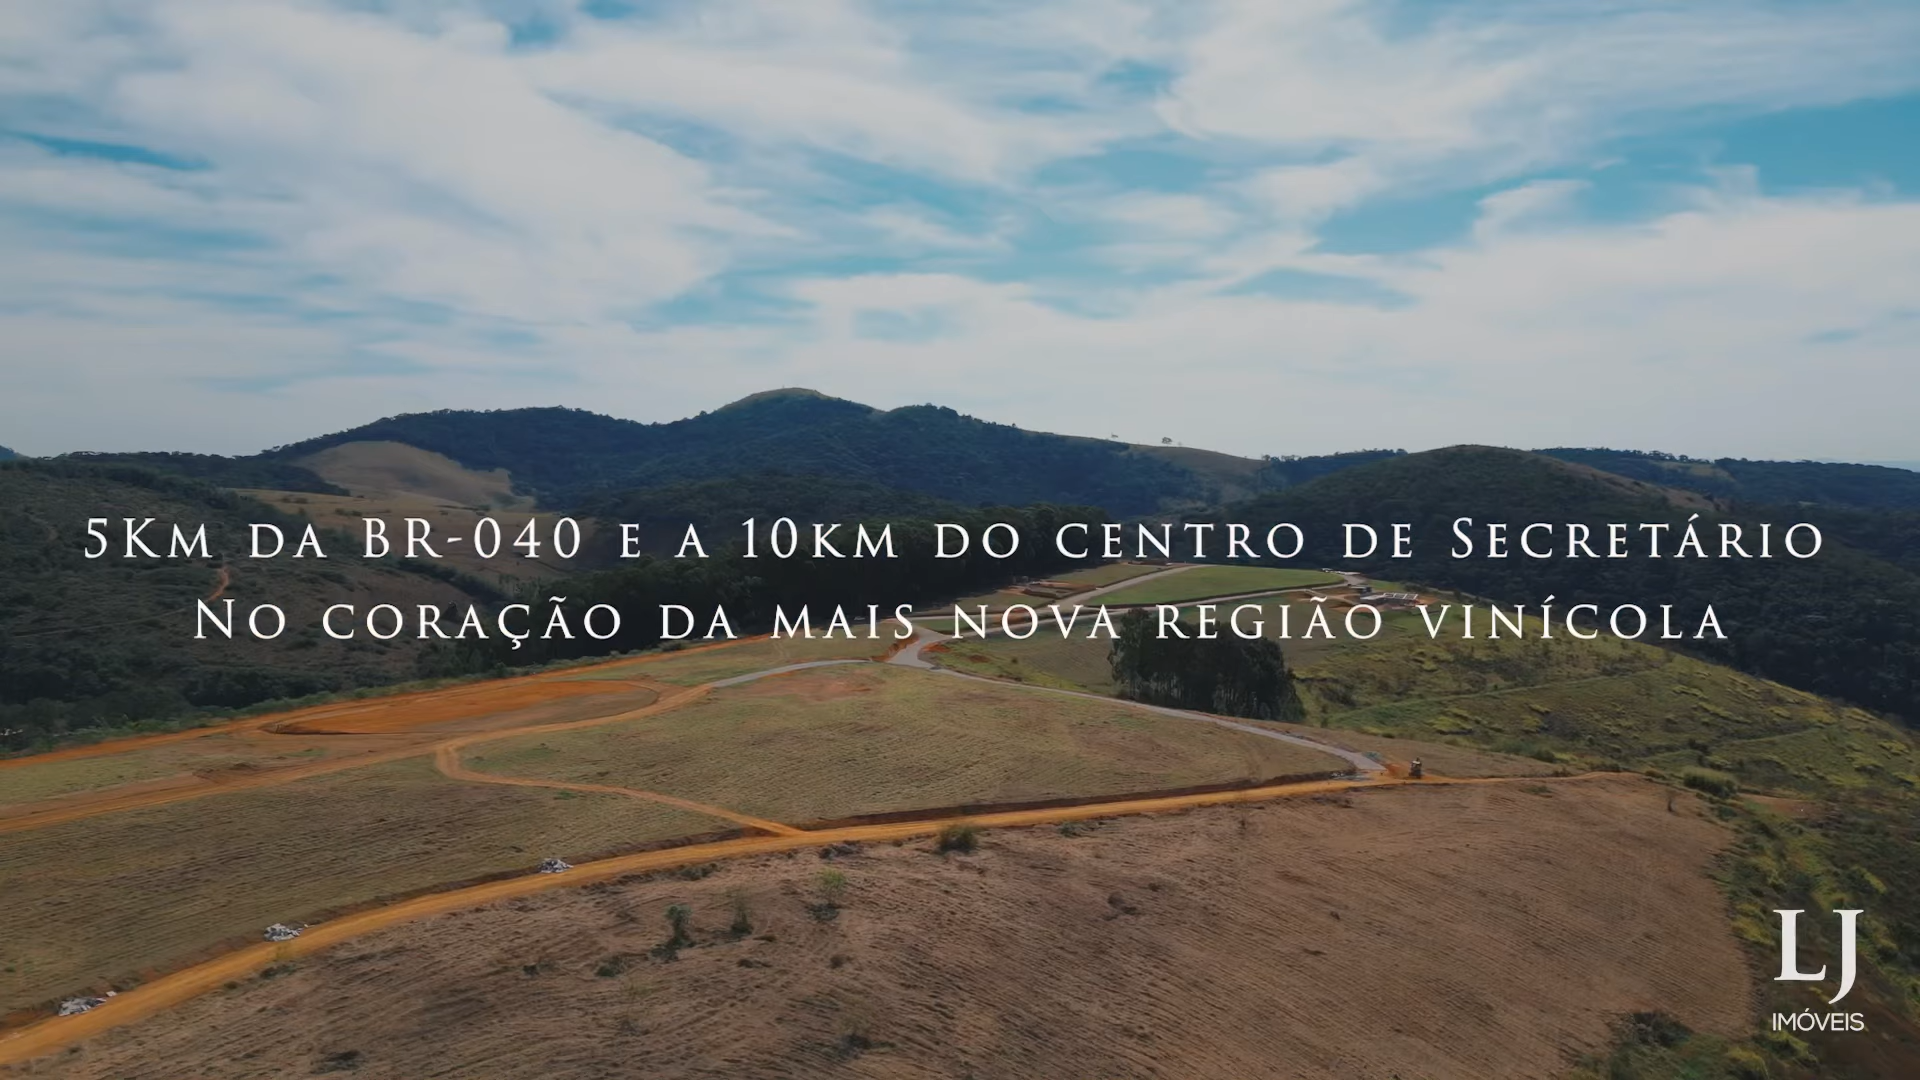 5Km da BR-040 e a 10km do centro de Secretário
No coração da mais nova região vinícola
LJ
IMÓVEIS